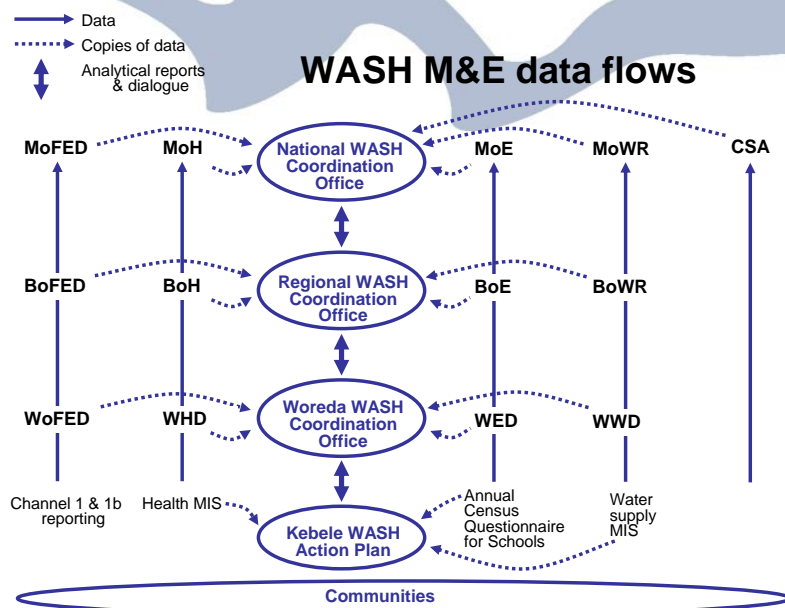 Data
Copies of data
Analytical reports
& dialogue
WASH M&E data flows
MoFED
MoH
National WASH
Coordination
Office
MoE
MoWR
CSA
BoFED
BoH
Regional WASH
Coordination
Office
BoE
BoWR
WoFED
WHD
Woreda WASH
Coordination
Office
WED
WWD
Channel 1 & 1b
reporting
Health MIS
Kebele WASH
Action Plan
Annual
Census
Questionnaire
for Schools
Water
supply
MIS
Communities